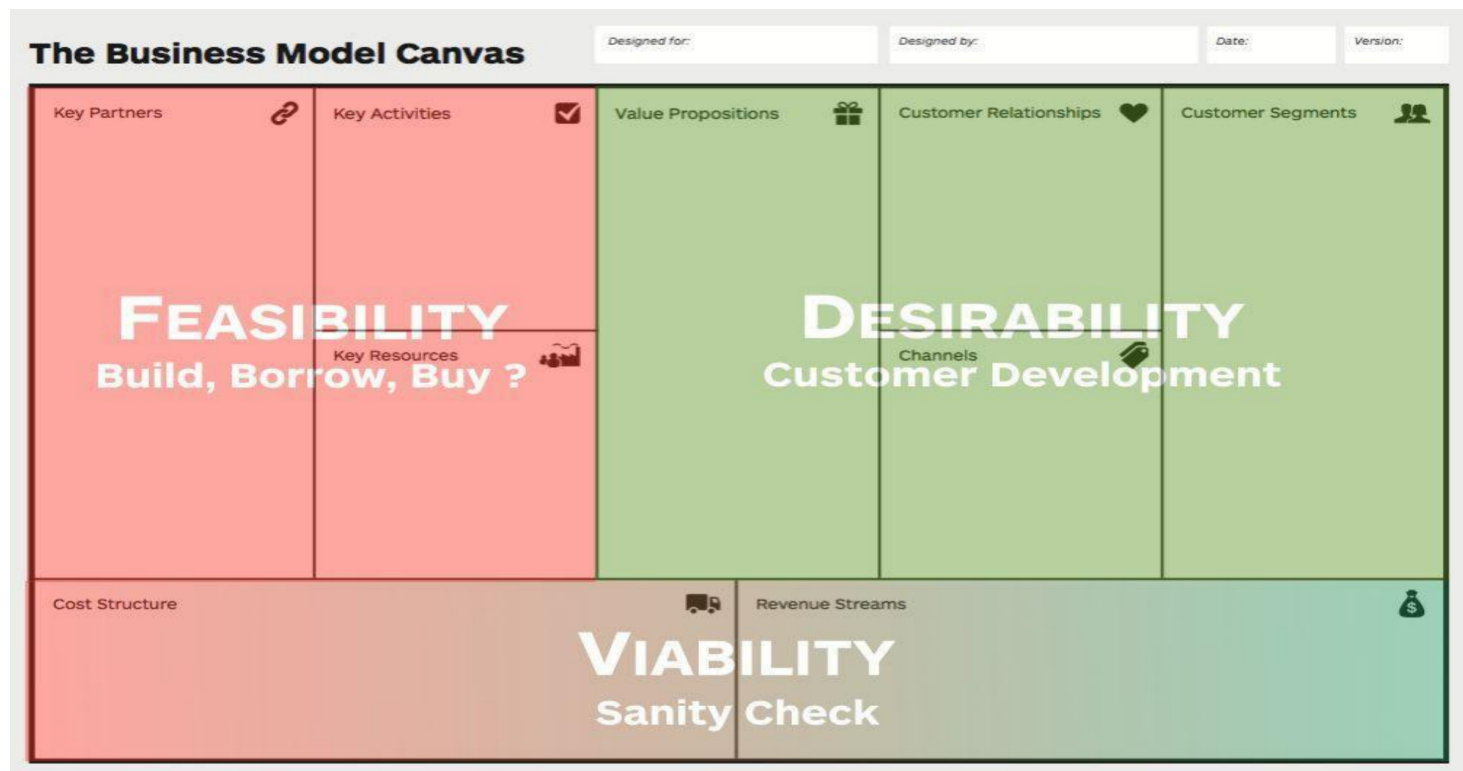 The Business Model Canvas
Designed for:
Designed by:
Date:
Version:
Key Partners
Key Activities
Value Propositions
Customer Relationships
Customer Segments
FEASIBILITY
Build, Borrow, Buy ?
Key Resources
DESIRABILITY
Customer Development
Channels
Cost Structure
Revenue Streams
$
VIABILITY
Sanity Check